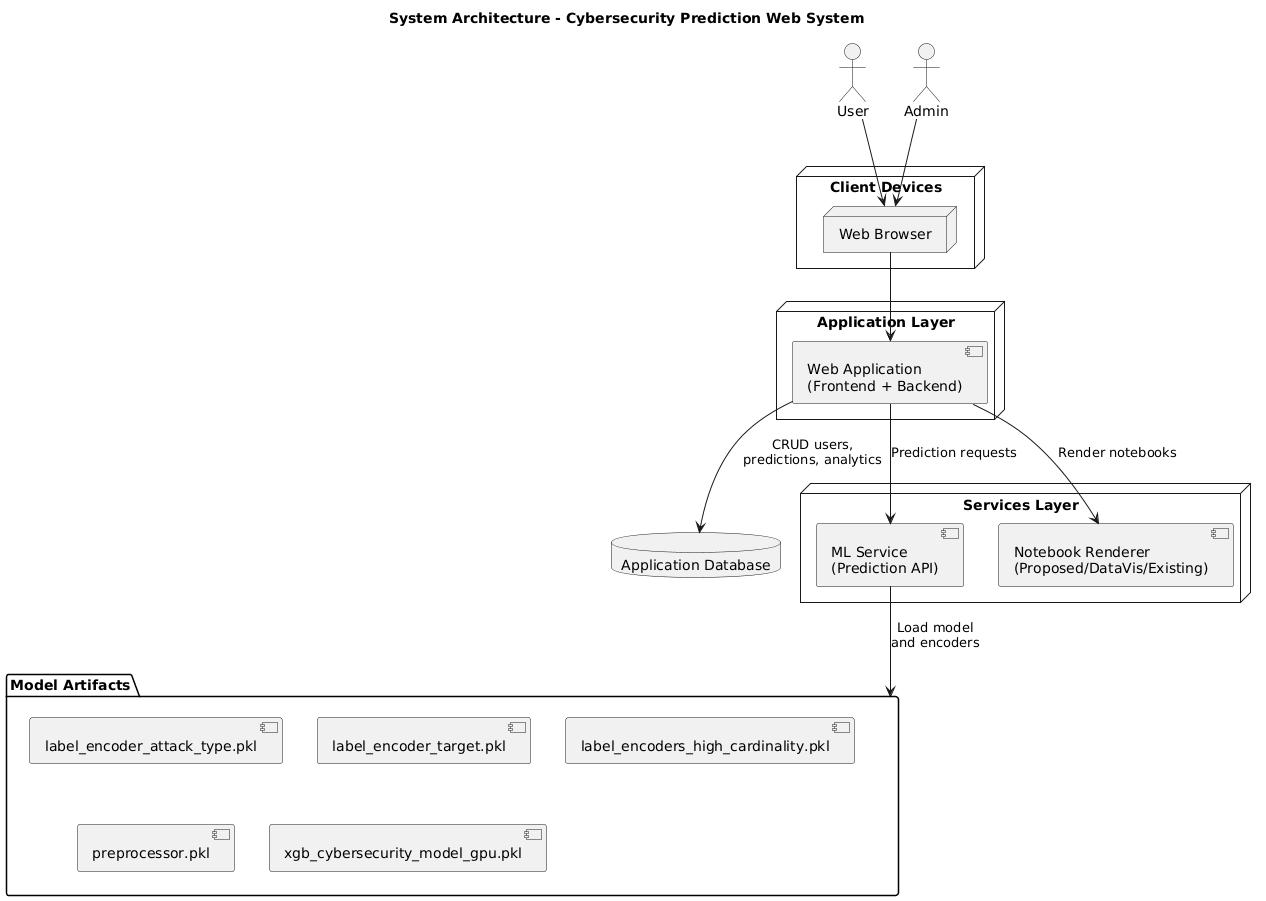 System Architecture - Cybersecurity Prediction Web System
User
Admin
Client Devices
Web Browser
Application Layer
Web Application
(Frontend + Backend)
CRUD users,
predictions, analytics
Prediction requests
Render notebooks
Services Layer
Application Database
ML Service
(Prediction API)
Notebook Renderer
(Proposed/DataVis/Existing)
Load model
and encoders
Model Artifacts
label_encoder_attack_type.pkl
label_encoder_target.pkl
label_encoders_high_cardinality.pkl
preprocessor.pkl
xgb_cybersecurity_model_gpu.pkl